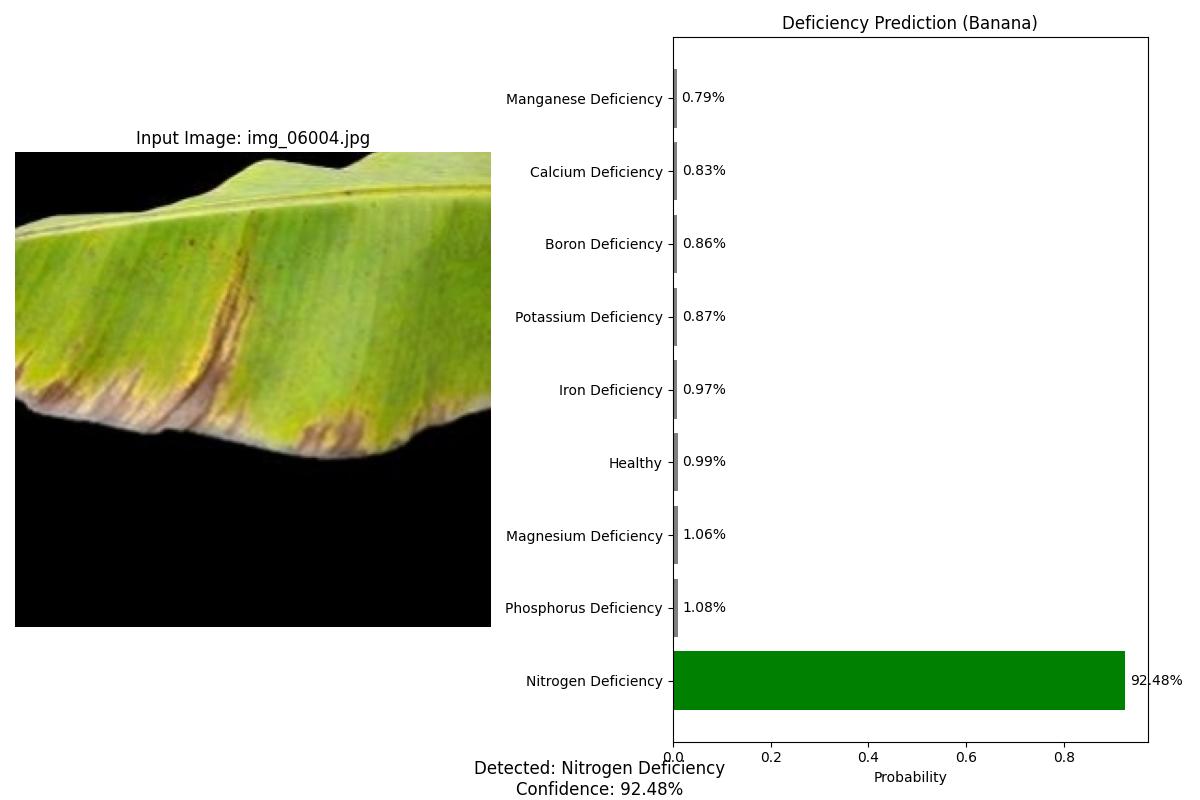 Deficiency Prediction (Banana)
Input Image: img_06004.jpg
Manganese Deficiency 0.79%
Calcium Deficiency 0.83%
Boron Deficiency 0.86%
Potassium Deficiency 0.87%
Iron Deficiency 0.97%
Healthy 0.99%
Magnesium Deficiency 1.06%
Phosphorus Deficiency 1.08%
Nitrogen Deficiency 92.48%
0.0 0.2 0.4 0.6 0.8
Probability
Detected: Nitrogen Deficiency
Confidence: 92.48%